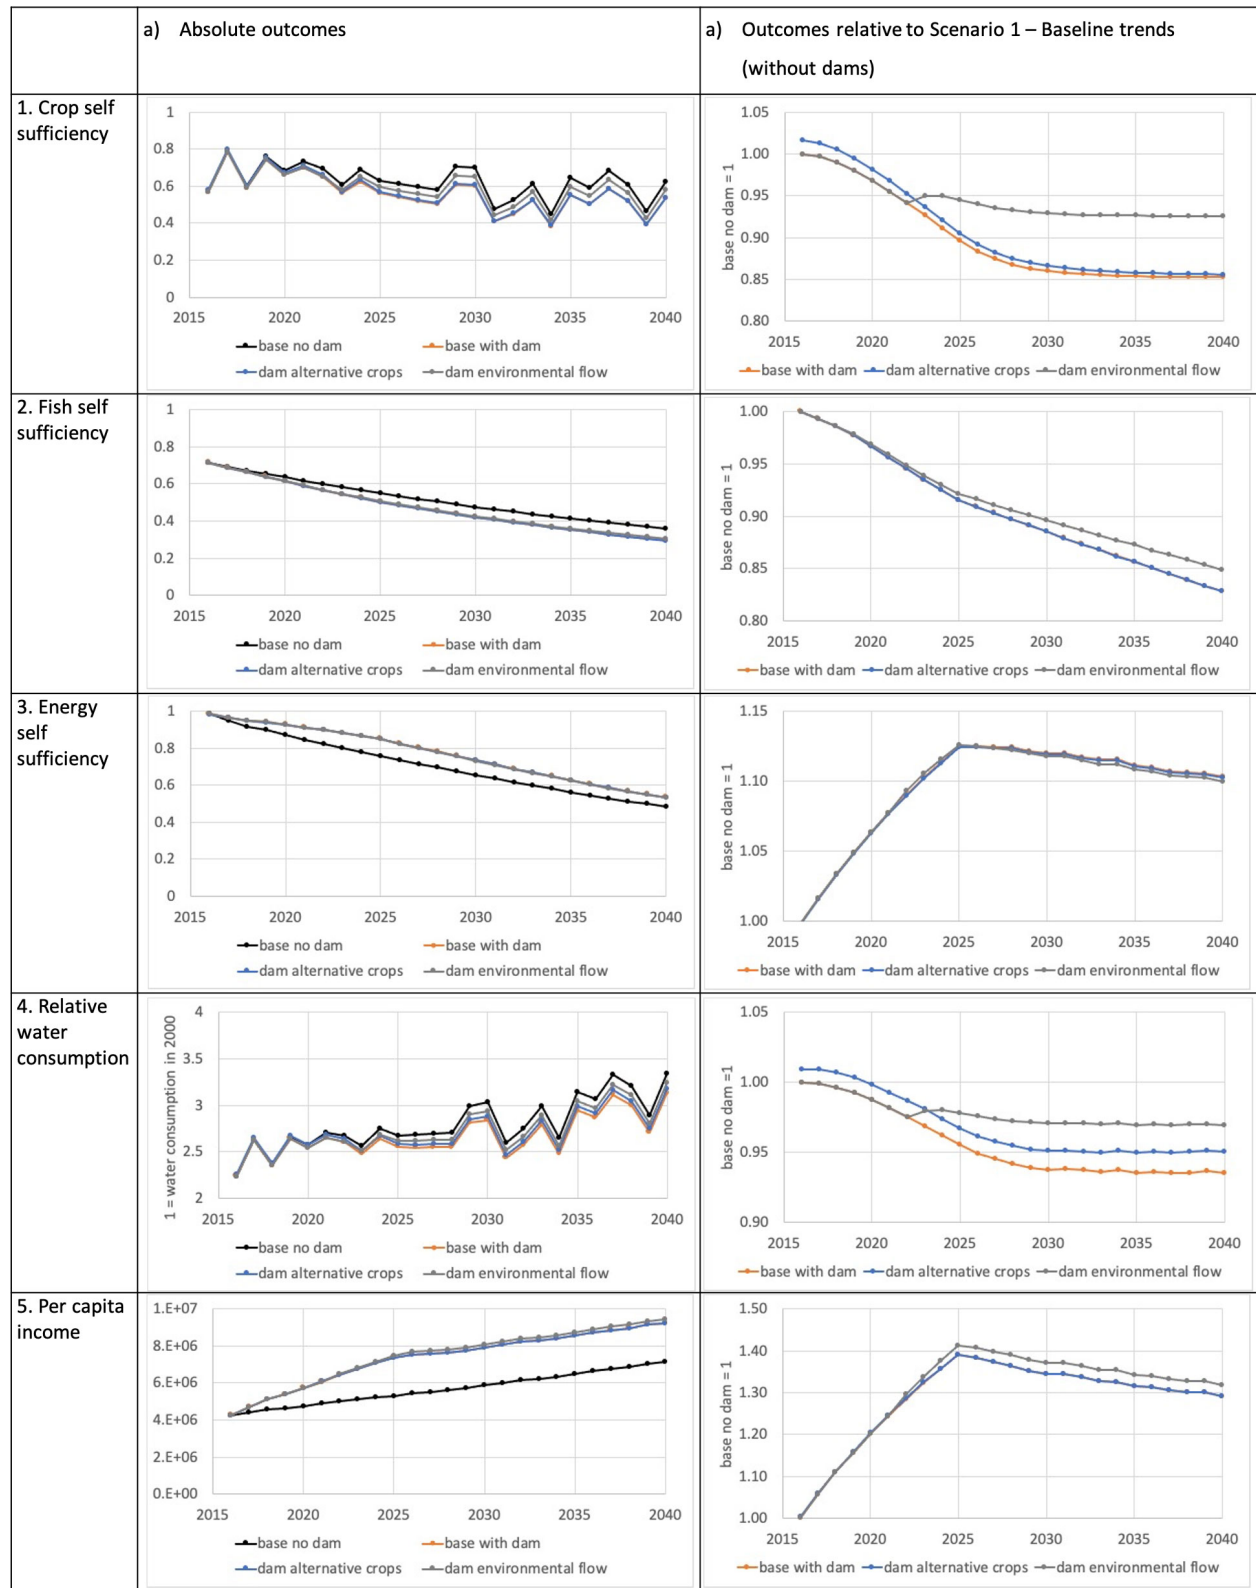 a) Absolute outcomes
a) Outcomes relative to Scenario 1 – Baseline trends
(without dams)
1. Crop self
sufficiency
1
0.8
0.6
0.4
0.2
0
2015 2020 2025 2030 2035 2040
base no dam base with dam
dam alternative crops dam environmental flow
base no dam = 1
1.05
1.00
0.95
0.90
0.85
0.80
2015 2020 2025 2030 2035 2040
base with dam dam alternative crops dam environmental flow
2. Fish self
sufficiency
1
0.8
0.6
0.4
0.2
0
2015 2020 2025 2030 2035 2040
base no dam base with dam
dam alternative crops dam environmental flow
base no dam = 1
1.00
0.95
0.90
0.85
0.80
2015 2020 2025 2030 2035 2040
base with dam dam alternative crops dam environmental flow
3. Energy
self
sufficiency
1
0.8
0.6
0.4
0.2
0
2015 2020 2025 2030 2035 2040
base no dam base with dam
dam alternative crops dam environmental flow
base no dam = 1
1.15
1.10
1.05
1.00
2015 2020 2025 2030 2035 2040
base with dam dam alternative crops dam environmental flow
4. Relative
water
consumption
1 = water consumption in 2000
4
3.5
3
2.5
2
2015 2020 2025 2030 2035 2040
base no dam base with dam
dam alternative crops dam environmental flow
base no dam =1
1.05
1.00
0.95
0.90
2015 2020 2025 2030 2035 2040
base with dam dam alternative crops dam environmental flow
5. Per capita
income
1.E+07
8.E+06
6.E+06
4.E+06
2.E+06
0.E+00
2015 2020 2025 2030 2035 2040
base no dam base with dam
dam alternative crops dam environmental flow
base no dam = 1
1.50
1.40
1.30
1.20
1.10
1.00
2015 2020 2025 2030 2035 2040
base with dam dam alternative crops dam environmental flow